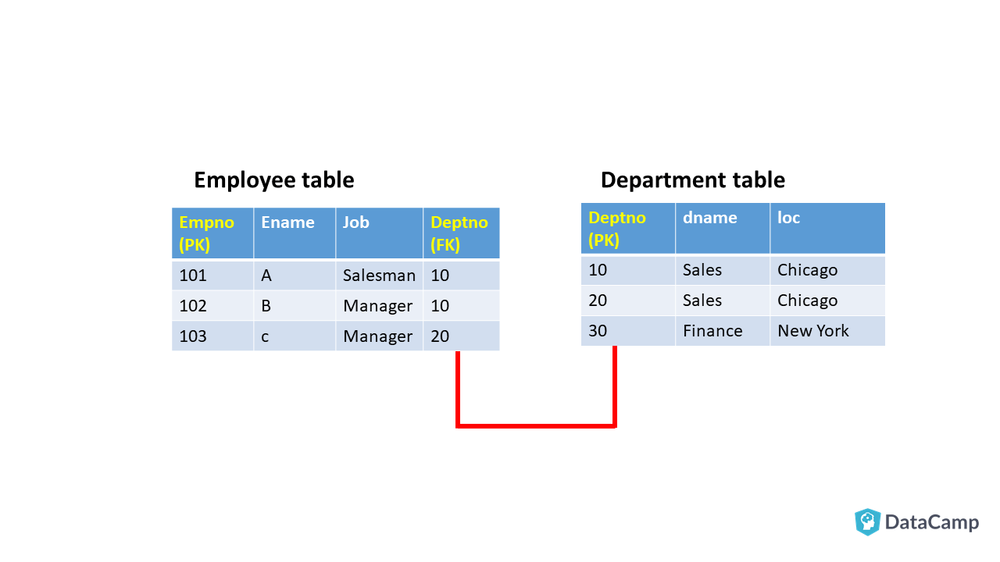 Employee table
Empno Ename Job Deptno
(PK) (FK)
101 A Salesman 10
102 B Manager 10
103 c Manager 20
Department table
Deptno dname loc
(PK)
10 Sales Chicago
20 Sales Chicago
30 Finance New York
DataCamp